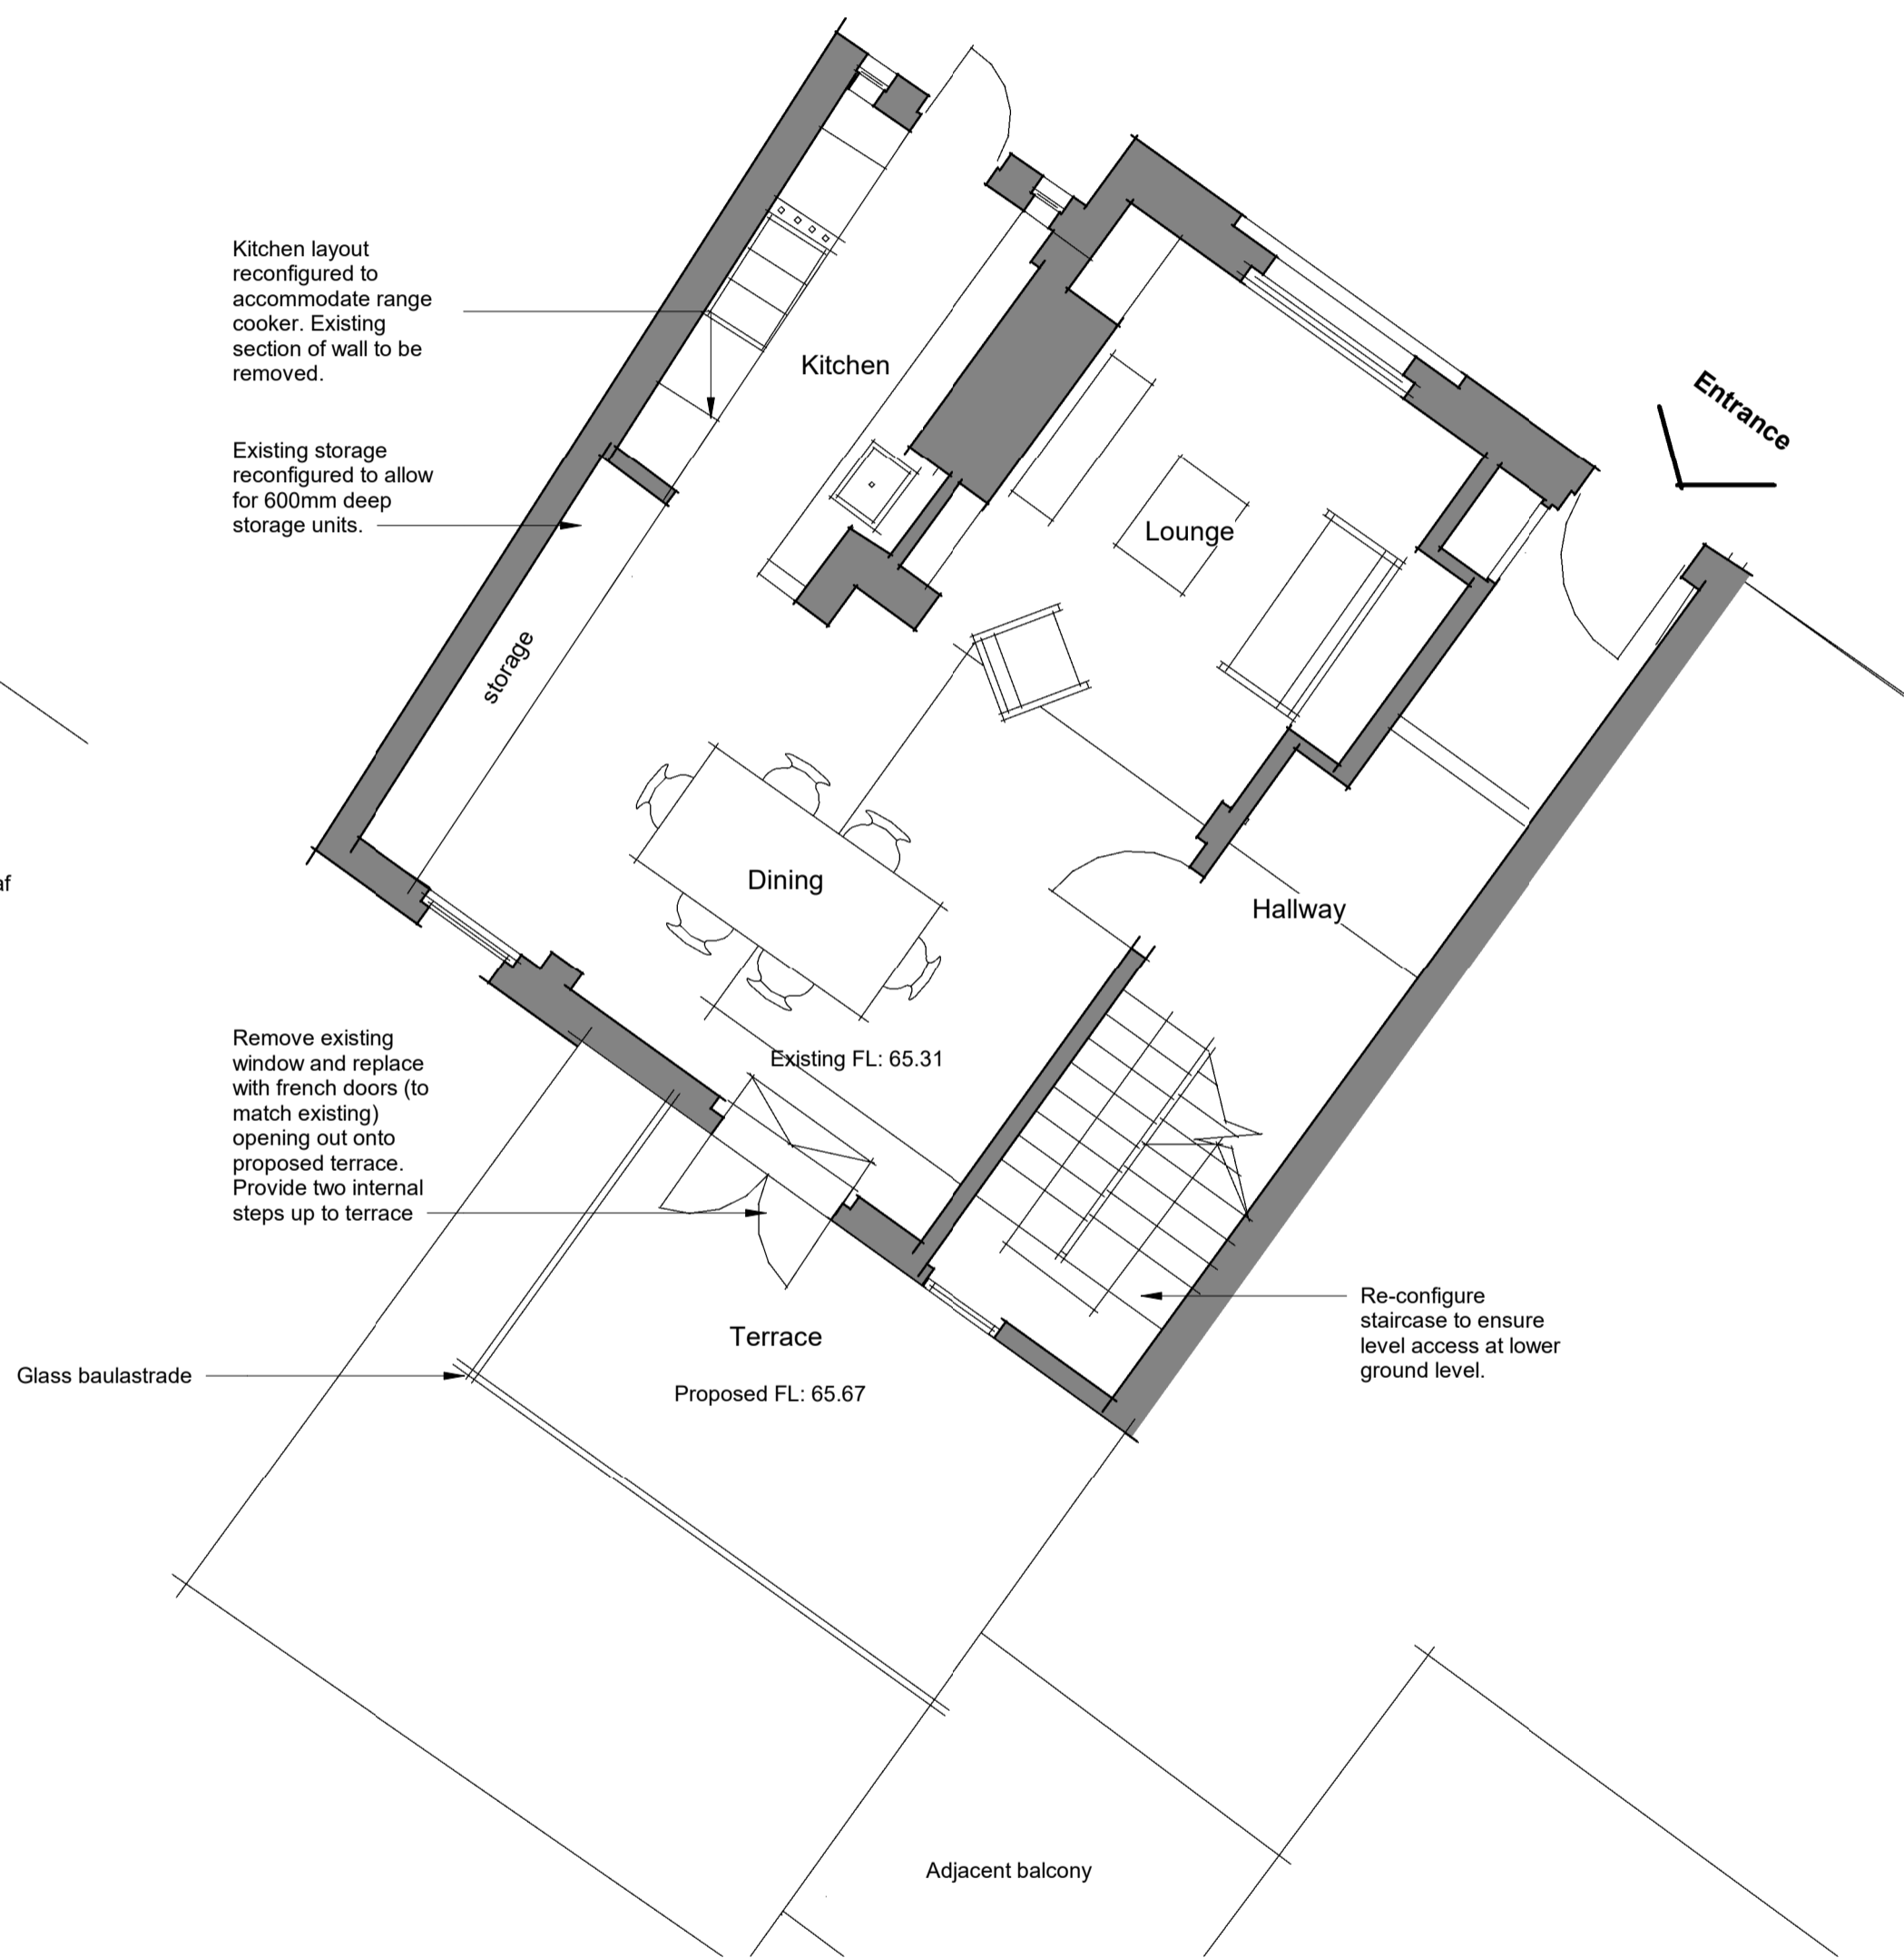 Kitchen layout
reconfigured to
accommodate range
cooker. Existing
section of wall to be
removed.
Kitchen
Entrance
Existing storage
reconfigured to allow
for 600mm deep
storage units.
Lounge
storage
af
Dining
Hallway
Remove existing
window and replace
with french doors (to
match existing)
opening out onto
proposed terrace.
Provide two internal
steps up to terrace
Existing FL: 65.31
Re-configure
staircase to ensure
level access at lower
ground level.
Terrace
Glass baulastrade
Proposed FL: 65.67
Adjacent balcony